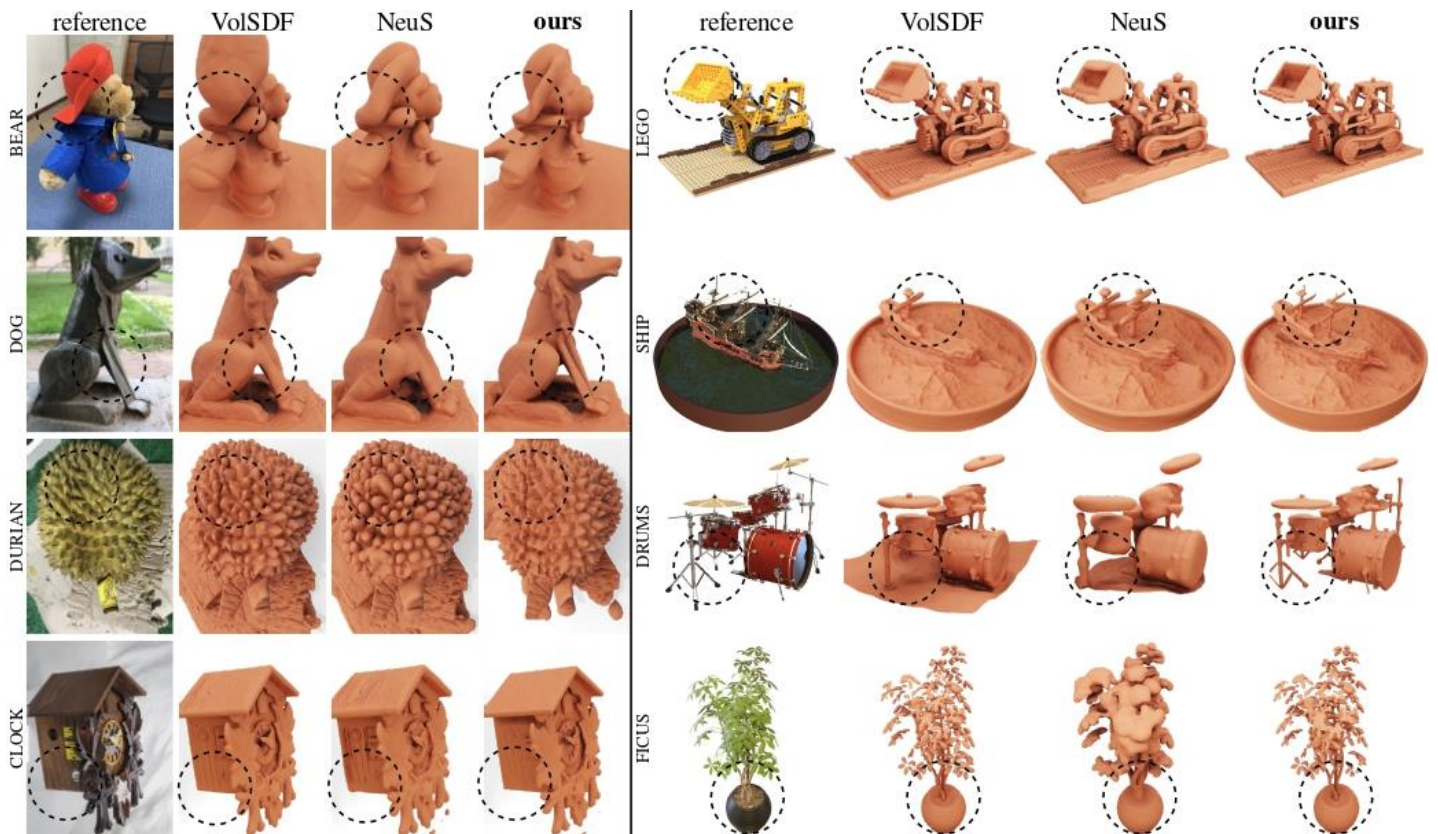 reference VolSDF NeuS ours
BEAR
DOG
DURIAN
CLOCK
reference VolSDF NeuS ours
LEGO
SHIP
DRUMS
FICUS